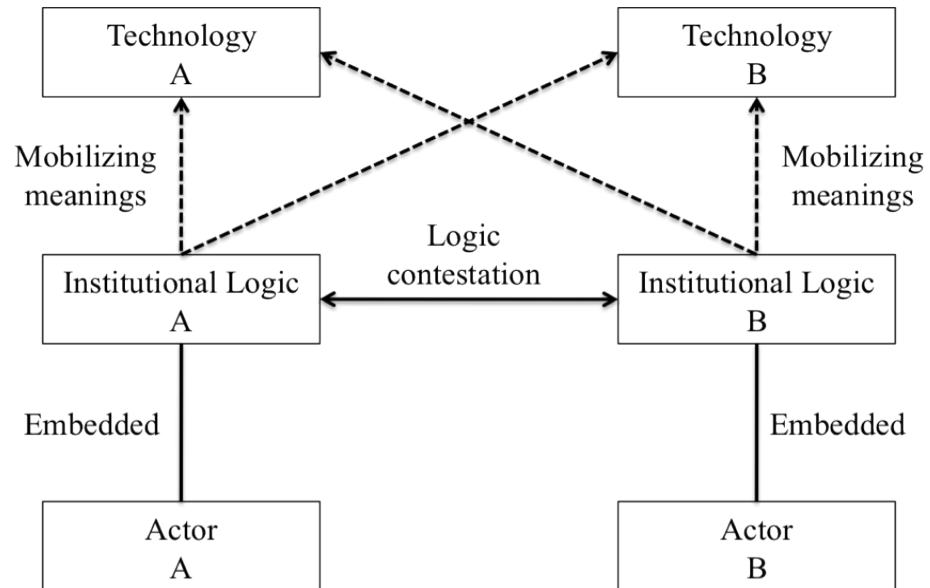 Technology
A
Technology
B
Mobilizing
meanings
Mobilizing
meanings
Logic
contestation
Institutional Logic
A
Institutional Logic
B
Embedded
Embedded
Actor
A
Actor
B